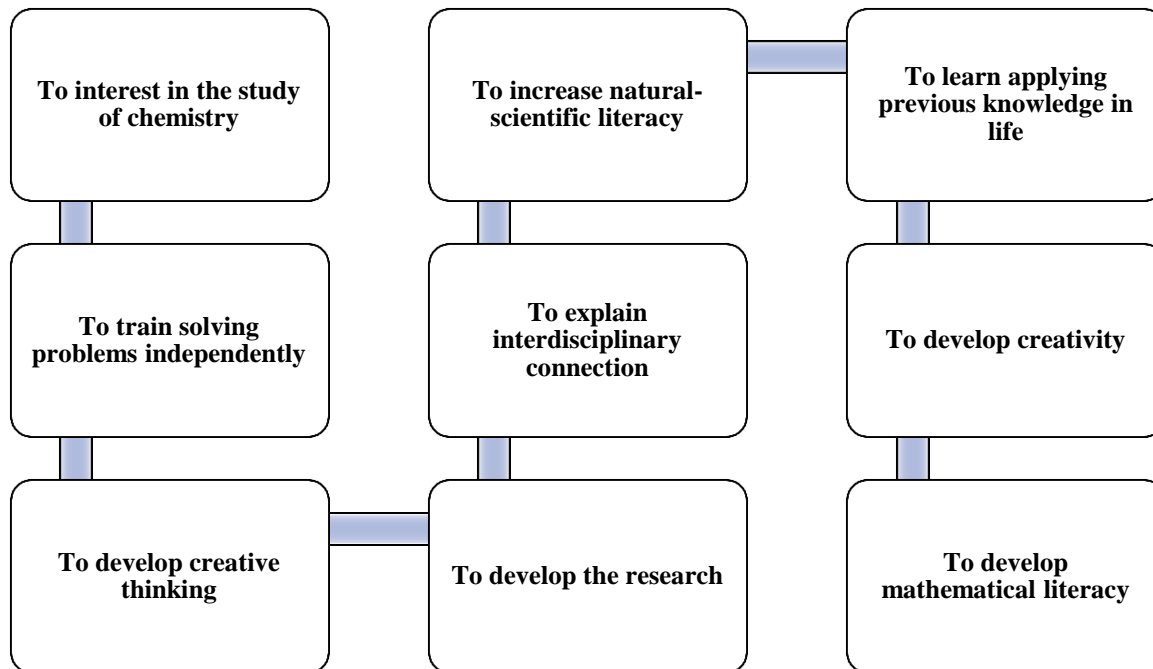 To interest in the study
of chemistry
To train solving
problems independently
To develop creative
thinking
To develop the research
To explain
interdisciplinary
connection
To increase natural-
scientific literacy
To learn applying
previous knowledge in
life
To develop creativity
To develop
mathematical literacy